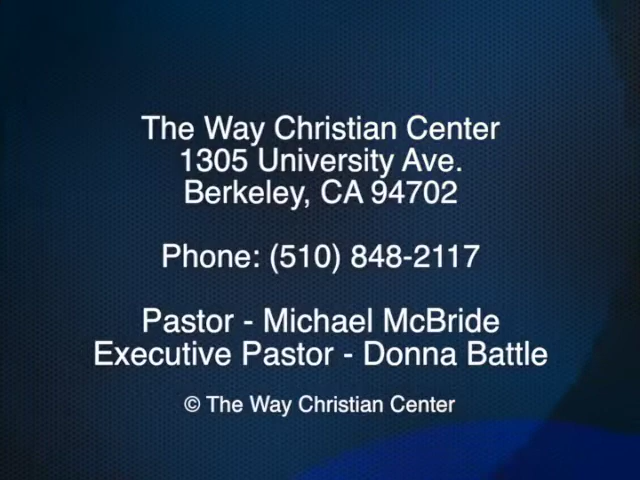 The Way Christian Center
1305 University Ave.
Berkeley, CA 94702
Phone: (510) 848-2117
Pastor - Michael McBride
Executive Pastor - Donna Battle
© The Way Christian Center